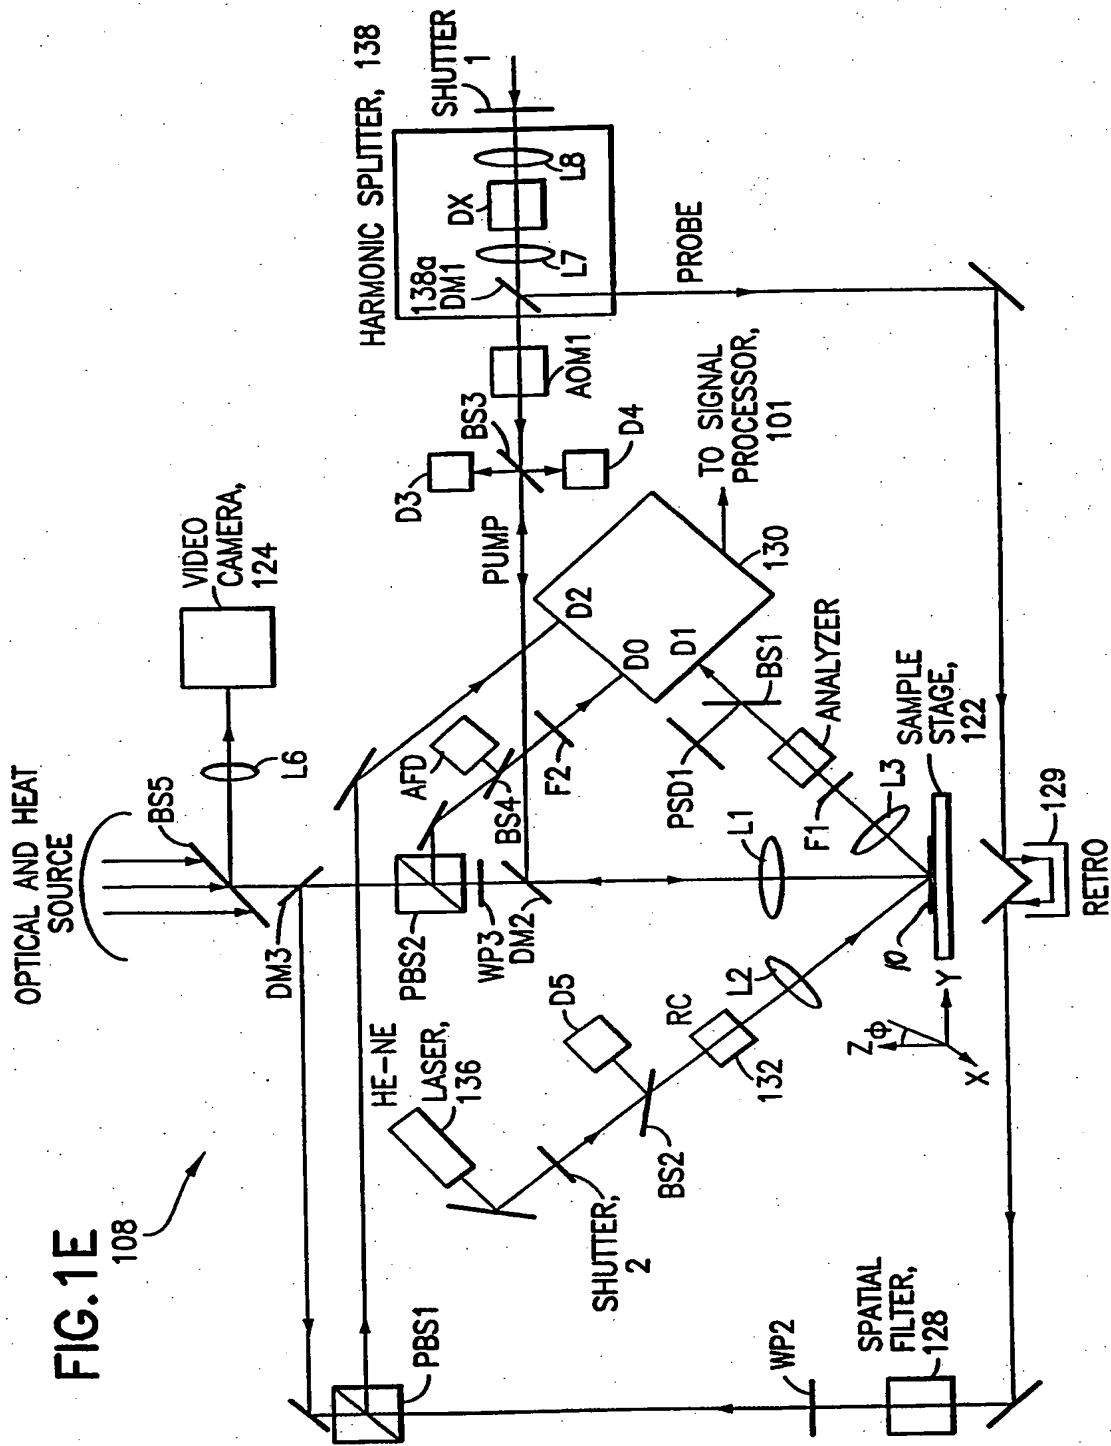 FIG.1E
108
OPTICAL AND HEAT
SOURCE
BS5
VIDEO
CAMERA,
124
L6
DM3
HARMONIC SPLITTER, 138
SHUTTER
1
DX
L8
L7
138a
DM1
AOM1
BS3
D3
D4
PUMP
PROBE
TO SIGNAL
PROCESSOR,
101
130
D2
D0
D1
AFD
BS4
F2
PBS2
WP3
DM2
HE-NE
LASER,
136
D5
SHUTTER,
2
BS2
RC
132
L2
L1
PSD1
BS1
ANALYZER
F1
L3
SAMPLE
STAGE,
122
10
Z
Φ
Y
X
129
RETRO
PBS1
WP2
SPATIAL
FILTER,
128